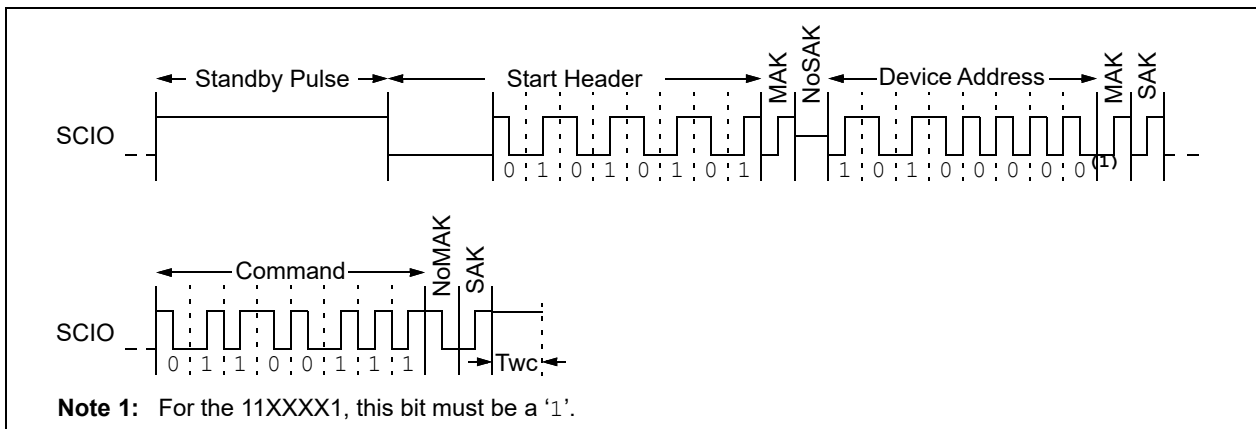 Standby Pulse Start Header MAK NoSAK Device Address MAK SAK
SCIO
0 1 0 1 0 1 0 1 1 0 1 0 0 0 0 0(1)
Command NoMAK SAK
SCIO
0 1 1 0 0 1 1 1 Twc
Note 1: For the 11XXXX1, this bit must be a ‘1’.